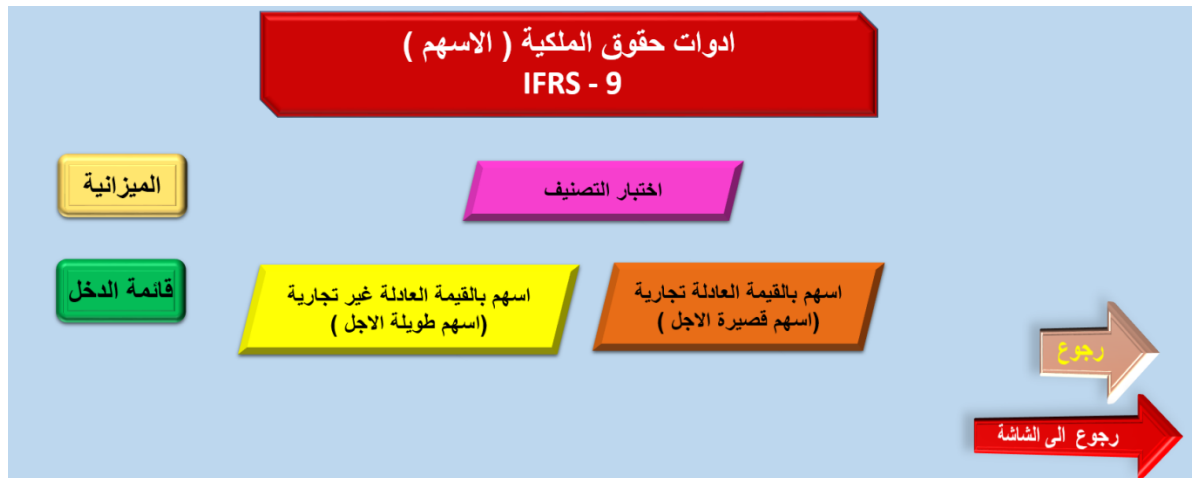 ادوات حقوق الملكية ( الاسهم )
IFRS - 9
اختبار التصنيف
الميزانية
اسهم بالقيمة العادلة تجارية
(اسهم قصيرة الاجل )
اسهم بالقيمة العادلة غير تجارية
(اسهم طويلة الاجل )
قائمة الدخل
رجوع
رجوع الى الشاشة